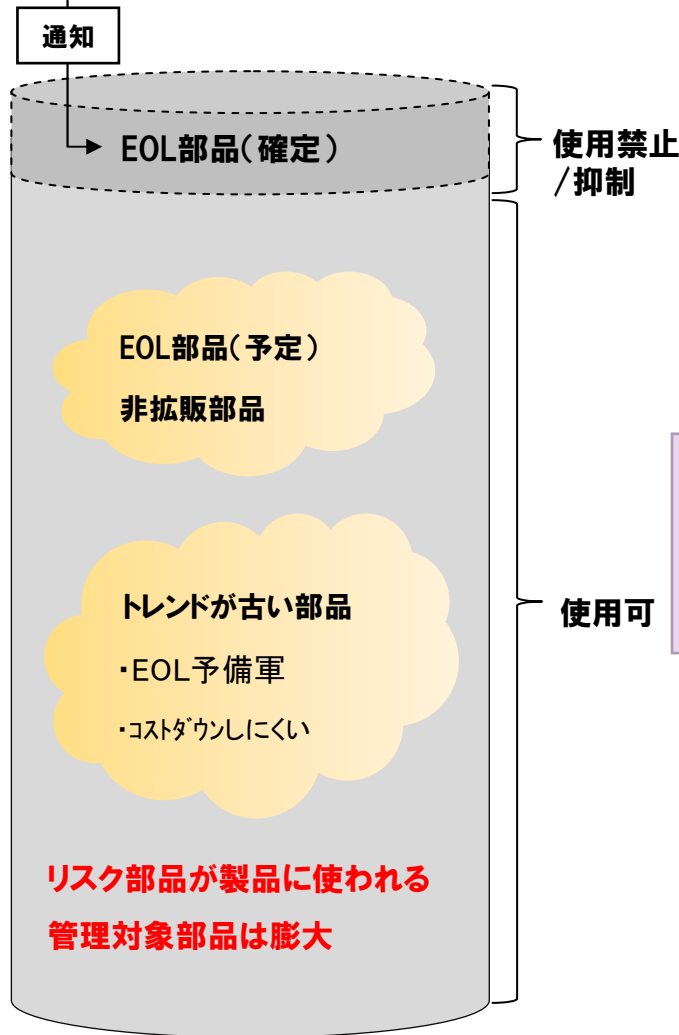 通知
EOL部品(確定)
使用禁止
/抑制
EOL部品(予定)
非拡販部品
トレンドが古い部品
・EOL予備軍
・ｺｽﾄﾀﾞｳﾝしにくい
使用可
リスク部品が製品に使われる
管理対象部品は膨大